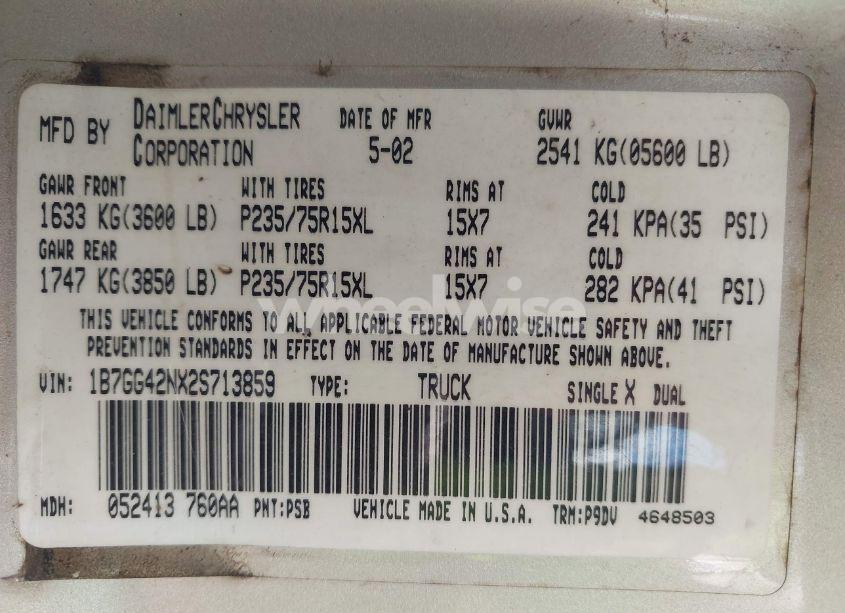 MFD BY DAIMLERCHRYSLER CORPORATION DATE OF MFR 5-02 GVWR 2541 KG(05600 LB)
GAWR FRONT WITH TIRES RIMS AT COLD
1633 KG(3600 LB) P235/75R15XL 15X7 241 KPA(35 PSI)
GAWR REAR WITH TIRES RIMS AT COLD
1747 KG(3850 LB) P235/75R15XL 15X7 282 KPA(41 PSI)
THIS VEHICLE CONFORMS TO ALL APPLICABLE FEDERAL MOTOR VEHICLE SAFETY AND THEFT
PREVENTION STANDARDS IN EFFECT ON THE DATE OF MANUFACTURE SHOWN ABOVE.
VIN: 1B7GG42NX2S713859 TYPE: TRUCK SINGLE X DUAL
MDH: 052413 760AA PNT:PSB VEHICLE MADE IN U.S.A. TRM:P9DV 4648503
wheelwise